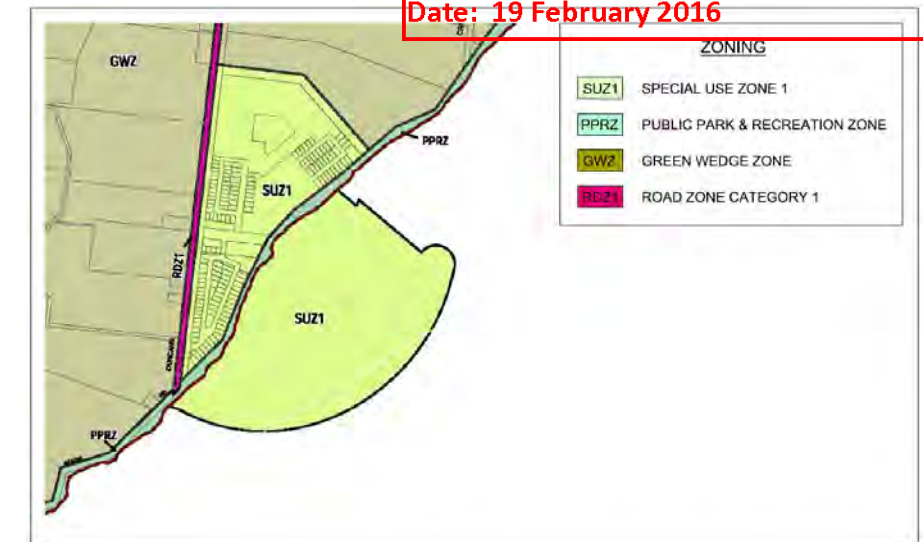 Date: 19 February 2016
ZONING
SUZ1 SPECIAL USE ZONE 1
PPRZ PUBLIC PARK & RECREATION ZONE
GWZ GREEN WEDGE ZONE
RDZ1 ROAD ZONE CATEGORY 1
GWZ
PPRZ
SUZ1
RDZ1
SUZ1
PPRZ